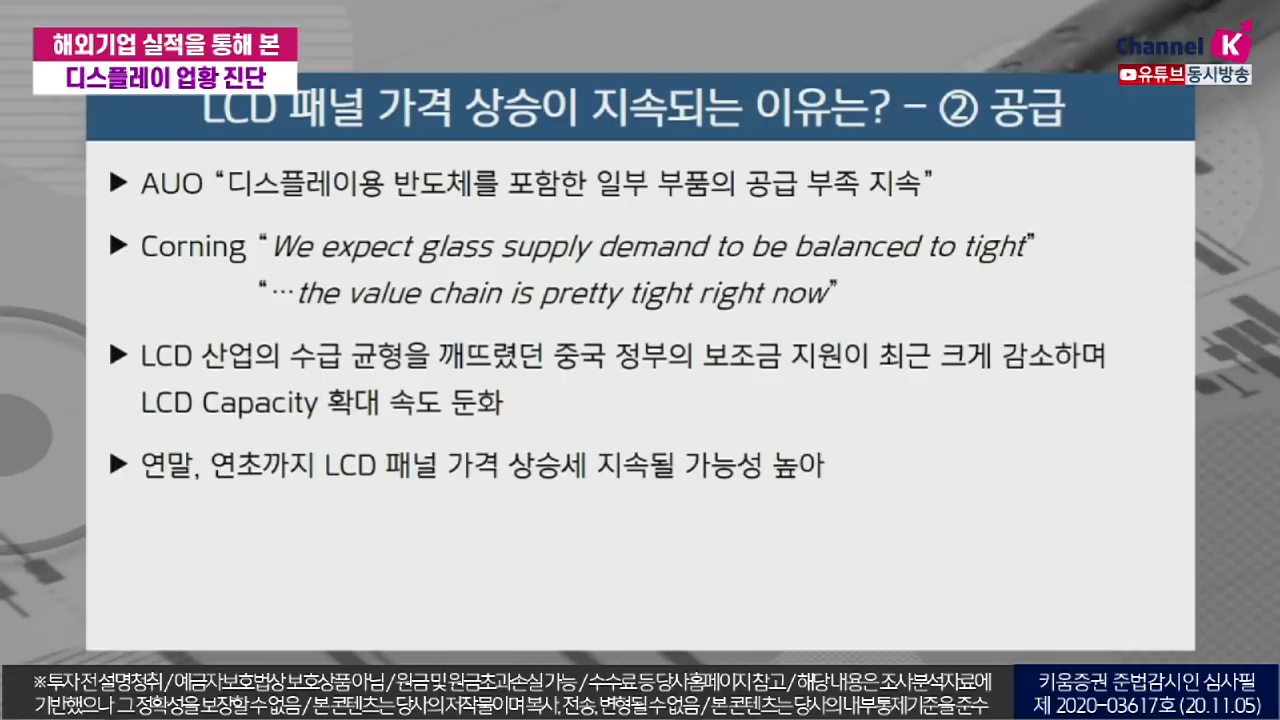 해외기업 실적을 통해 본
디스플레이 업황 진단
Channel K
유튜브동시방송
LCD 패널 가격 상승이 지속되는 이유는? – ② 공급
▶ AUO “디스플레이용 반도체를 포함한 일부 부품의 공급 부족 지속”
▶ Corning “We expect glass supply demand to be balanced to tight”
“…the value chain is pretty tight right now”
▶ LCD 산업의 수급 균형을 깨뜨렸던 중국 정부의 보조금 지원이 최근 크게 감소하며
LCD Capacity 확대 속도 둔화
▶ 연말, 연초까지 LCD 패널 가격 상승세 지속될 가능성 높아
※ 투자 전 설명청취 / 예금자보호법상 보호상품 아님 / 원금 및 원금초과손실 가능 / 수수료 등 당사홈페이지 참고 / 해당 내용은 조사분석자료에
기반했으나 그 정확성을 보장할 수 없음 / 본 콘텐츠는 당사의 저작물이며 복사, 전송, 변형될 수 없음 / 본 콘텐츠는 당사의 내부통제기준을 준수
키움증권 준법감시인 심사필
제 2020-03617호 (20.11.05)